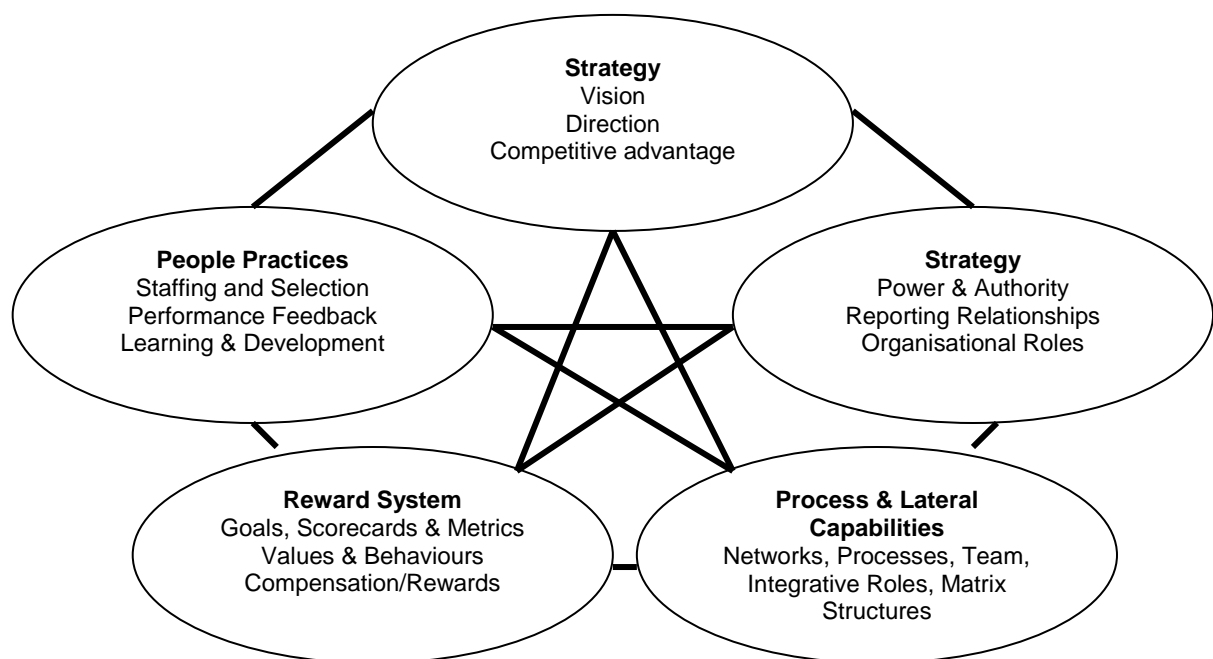 Strategy
Vision
Direction
Competitive advantage
People Practices
Staffing and Selection
Performance Feedback
Learning & Development
Strategy
Power & Authority
Reporting Relationships
Organisational Roles
Reward System
Goals, Scorecards & Metrics
Values & Behaviours
Compensation/Rewards
Process & Lateral
Capabilities
Networks, Processes, Team,
Integrative Roles, Matrix
Structures